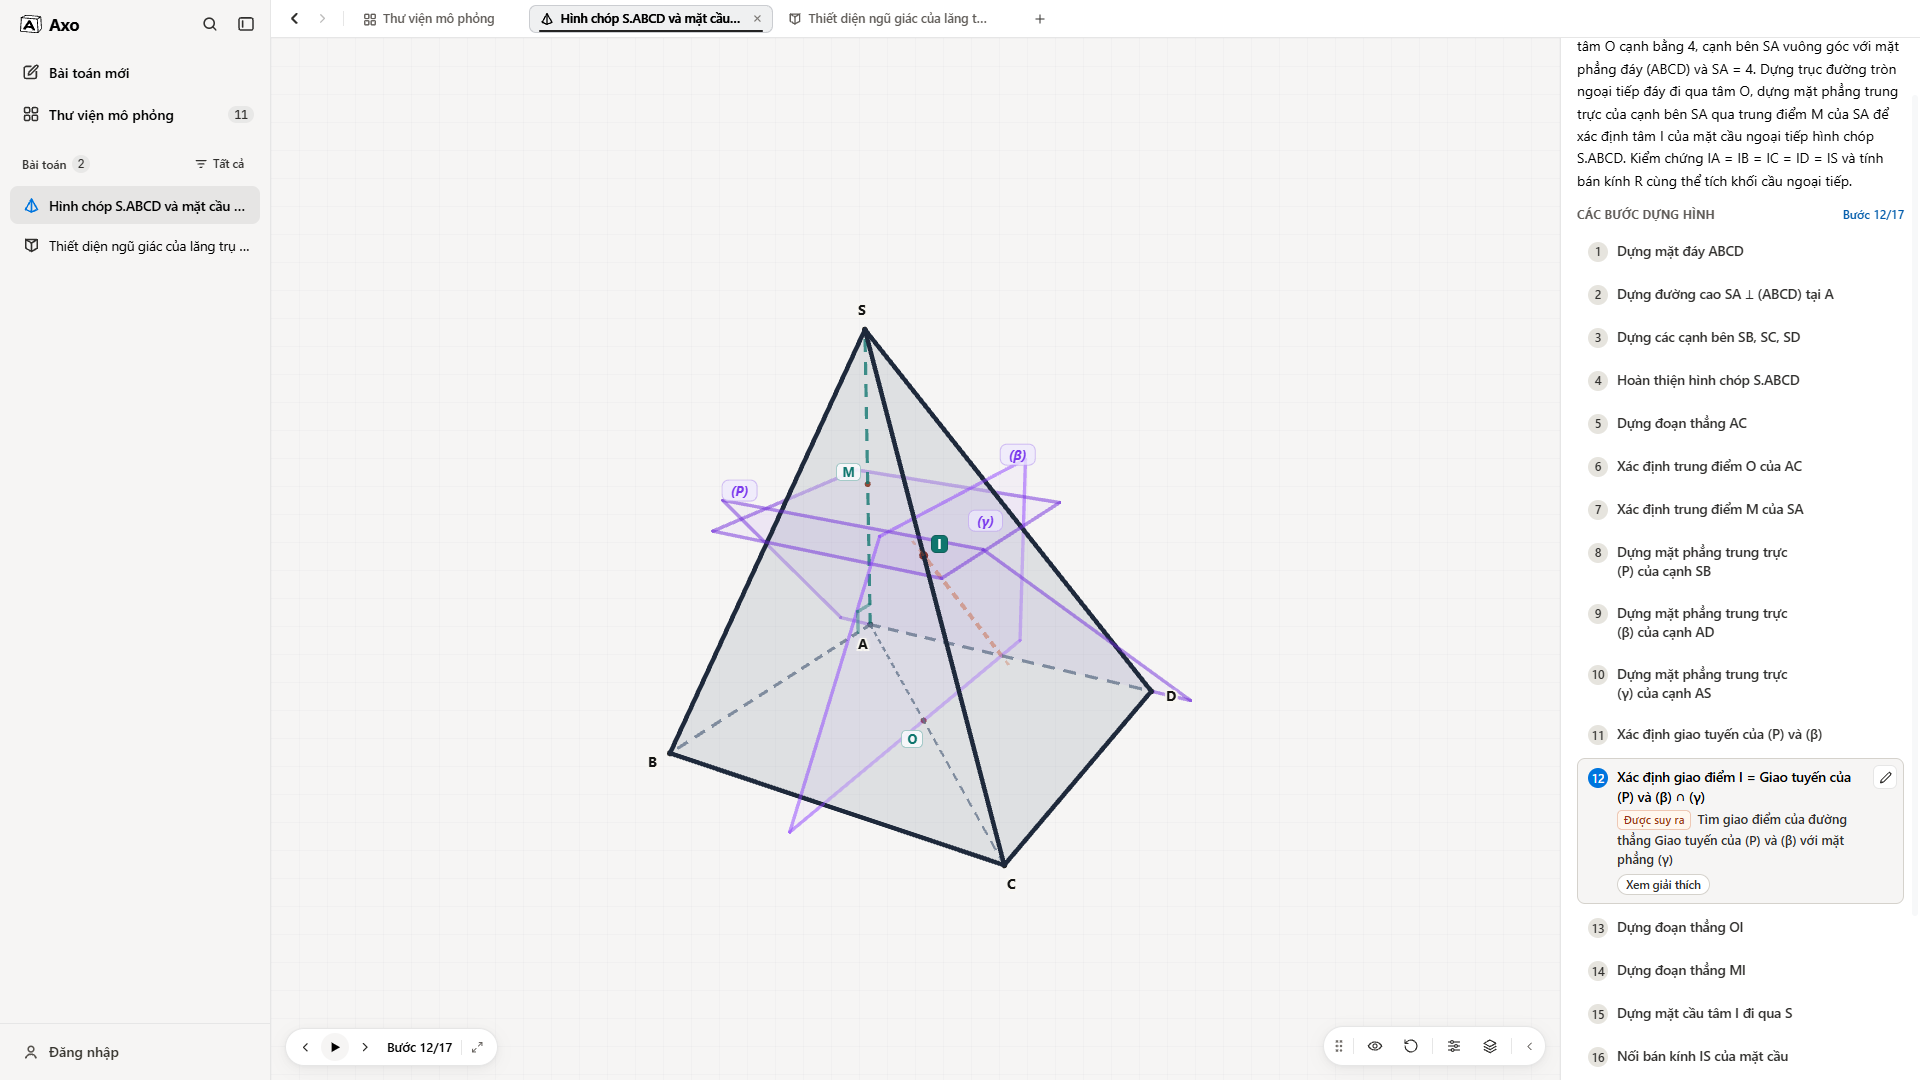 Axo
Bài toán mới
Thư viện mô phỏng 11
Bài toán 2 Tất cả
Hình chóp S.ABCD và mặt cầu ...
Thiết diện ngũ giác của lăng trụ ...
Đăng nhập
Thư viện mô phỏng
Hình chóp S.ABCD và mặt cầu...
Thiết diện ngũ giác của lăng t...
S
M
(P)
(β)
(γ)
I
A
D
O
B
C
Bước 12/17
tâm O cạnh bằng 4, cạnh bên SA vuông góc với mặt
phẳng đáy (ABCD) và SA = 4. Dựng trục đường tròn
ngoại tiếp đáy đi qua tâm O, dựng mặt phẳng trung
trực của cạnh bên SA qua trung điểm M của SA để
xác định tâm I của mặt cầu ngoại tiếp hình chóp
S.ABCD. Kiểm chứng IA = IB = IC = ID = IS và tính
bán kính R cùng thể tích khối cầu ngoại tiếp.
CÁC BƯỚC DỰNG HÌNH Bước 12/17
1 Dựng mặt đáy ABCD
2 Dựng đường cao SA ⊥ (ABCD) tại A
3 Dựng các cạnh bên SB, SC, SD
4 Hoàn thiện hình chóp S.ABCD
5 Dựng đoạn thẳng AC
6 Xác định trung điểm O của AC
7 Xác định trung điểm M của SA
8 Dựng mặt phẳng trung trực
(P) của cạnh SB
9 Dựng mặt phẳng trung trực
(β) của cạnh AD
10 Dựng mặt phẳng trung trực
(γ) của cạnh AS
11 Xác định giao tuyến của (P) và (β)
12 Xác định giao điểm I = Giao tuyến của
(P) và (β) ∩ (γ)
Được suy ra Tìm giao điểm của đường
thẳng Giao tuyến của (P) và (β) với mặt
phẳng (γ)
Xem giải thích
13 Dựng đoạn thẳng OI
14 Dựng đoạn thẳng MI
15 Dựng mặt cầu tâm I đi qua S
16 Nối bán kính IS của mặt cầu